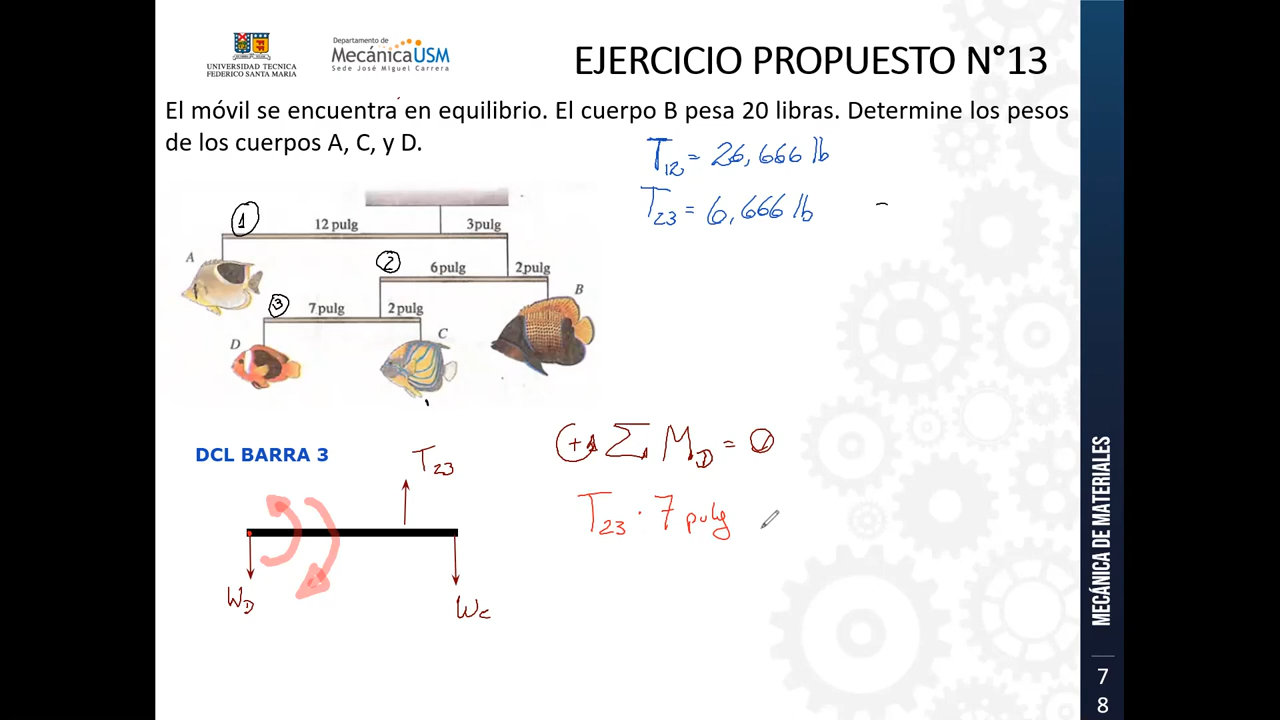 UNIVERSIDAD TECNICA
FEDERICO SANTA MARIA
Departamento de
MecánicaUSM
Sede José Miguel Carrera
EJERCICIO PROPUESTO N°13
El móvil se encuentra en equilibrio. El cuerpo B pesa 20 libras. Determine los pesos
de los cuerpos A, C, y D.
T12 = 26,666 lb
T23 = 6,666 lb
1
12 pulg
3pulg
A
2
6pulg
2pulg
B
3
7 pulg
2 pulg
D
C
DCL BARRA 3
T23
WD
WC
+ Σ MD = 0
T23 · 7 pulg
MECÁNICA DE MATERIALES
7
8